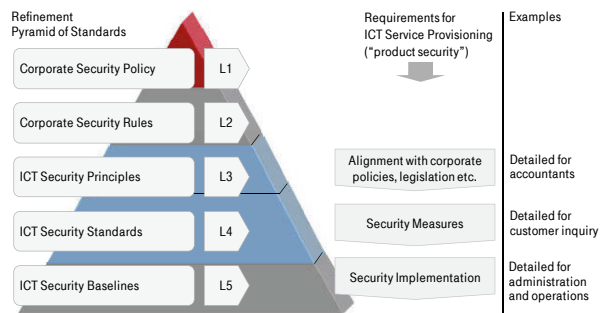 Refinement
Pyramid of Standards
Requirements for
ICT Service Provisioning
("product security")
Examples
Corporate Security Policy
L1
Corporate Security Rules
L2
ICT Security Principles
L3
Alignment with corporate
policies, legislation etc.
Detailed for
accountants
ICT Security Standards
L4
Security Measures
Detailed for
customer inquiry
ICT Security Baselines
L5
Security Implementation
Detailed for
administration
and operations